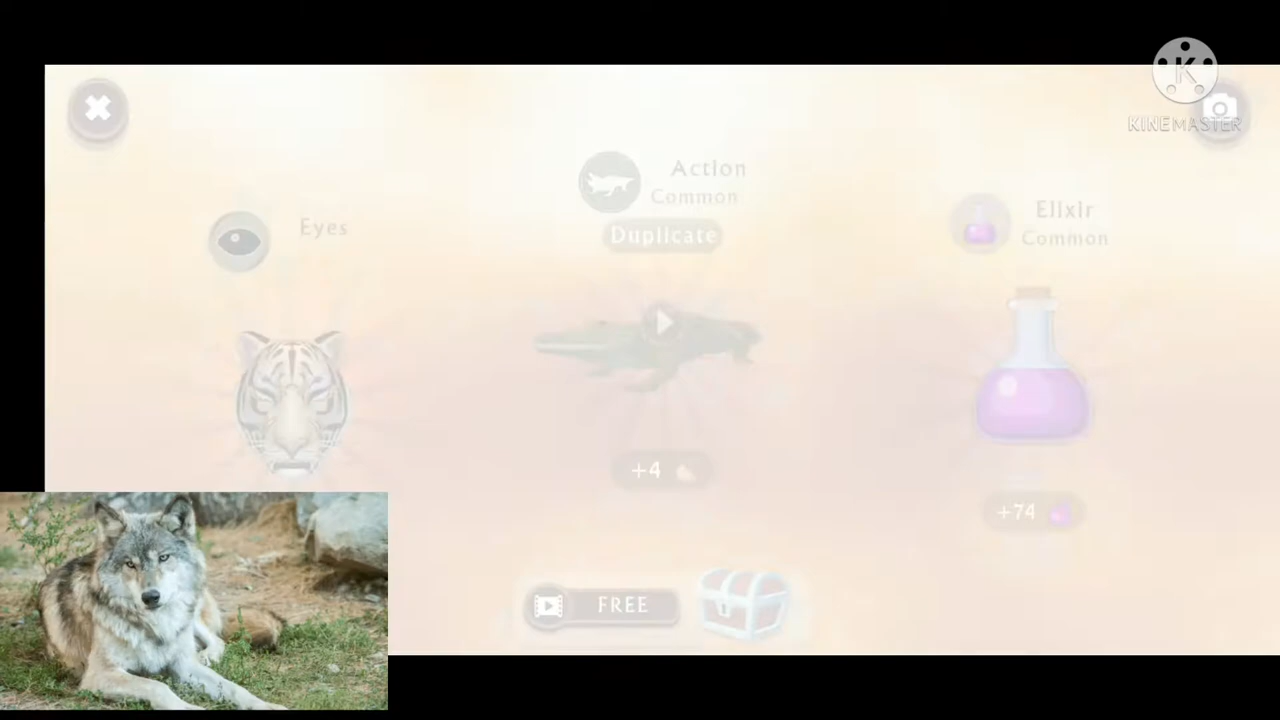 KINEMASTER
Action
Common
Duplicate
Eyes
Elixir
Common
+4
+74
FREE